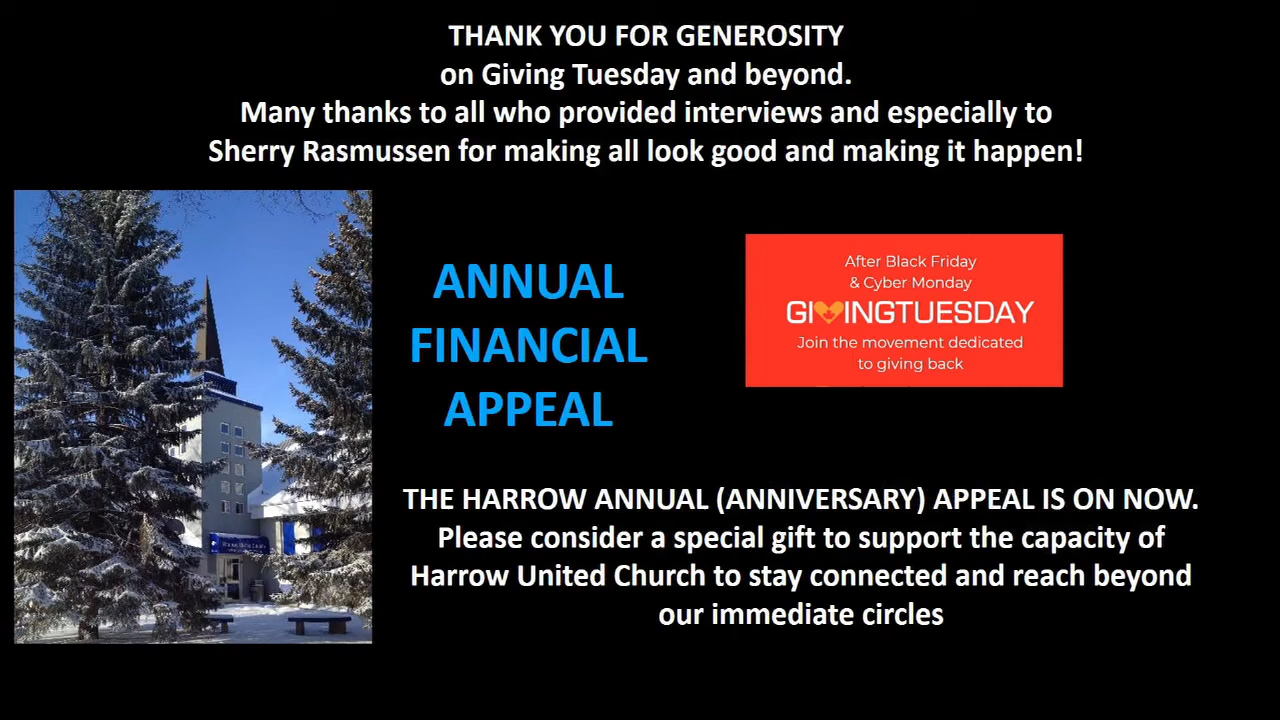 THANK YOU FOR GENEROSITY
on Giving Tuesday and beyond.
Many thanks to all who provided interviews and especially to
Sherry Rasmussen for making all look good and making it happen!
ANNUAL
FINANCIAL
APPEAL
After Black Friday
& Cyber Monday
GIVINGTUESDAY
Join the movement dedicated
to giving back
THE HARROW ANNUAL (ANNIVERSARY) APPEAL IS ON NOW.
Please consider a special gift to support the capacity of
Harrow United Church to stay connected and reach beyond
our immediate circles